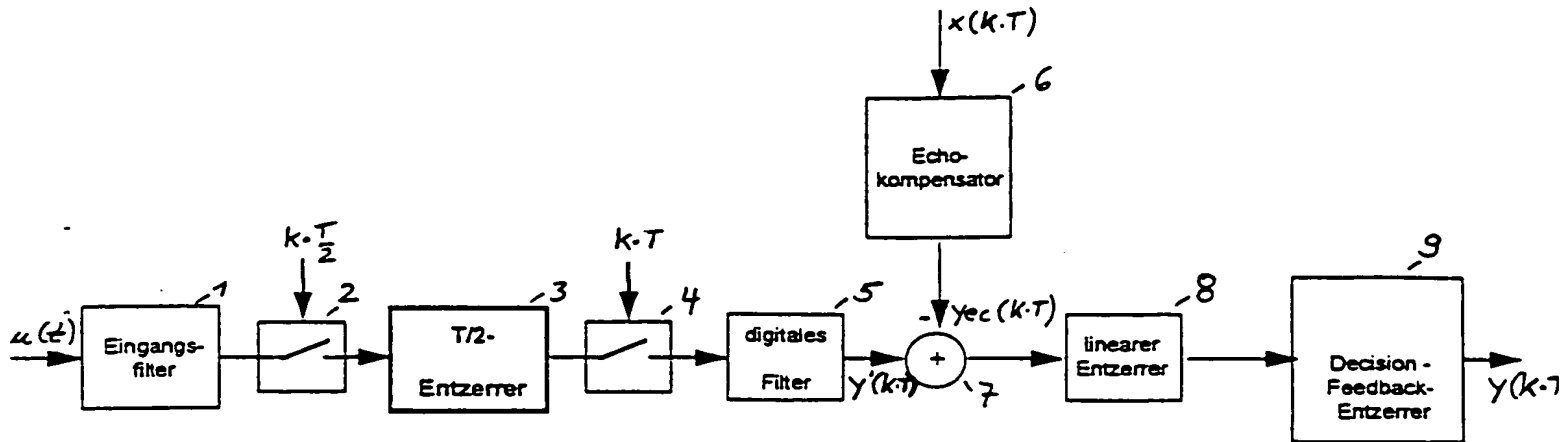 x(k·T)
6
Echo-
kompensator
k·T/2
k·T
1
2
3
4
5
yec(k·T)
8
9
u(t)
Eingangs-
filter
T/2-
Entzerrer
digitales
Filter
y'(k·T)
-
+
7
linearer
Entzerrer
Decision -
Feedback-
Entzerrer
y(k·T